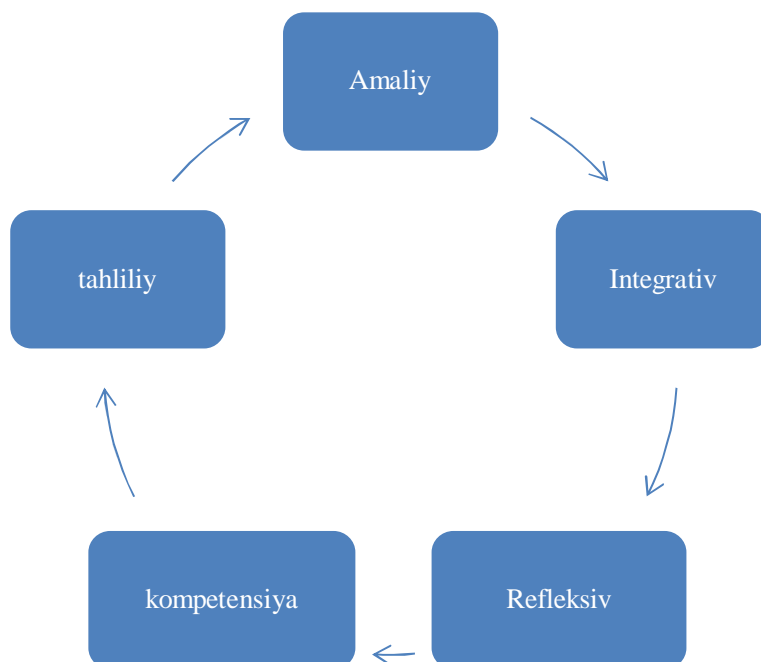 Amaliy
Integrativ
Refleksiv
kompetensiya
tahliliy